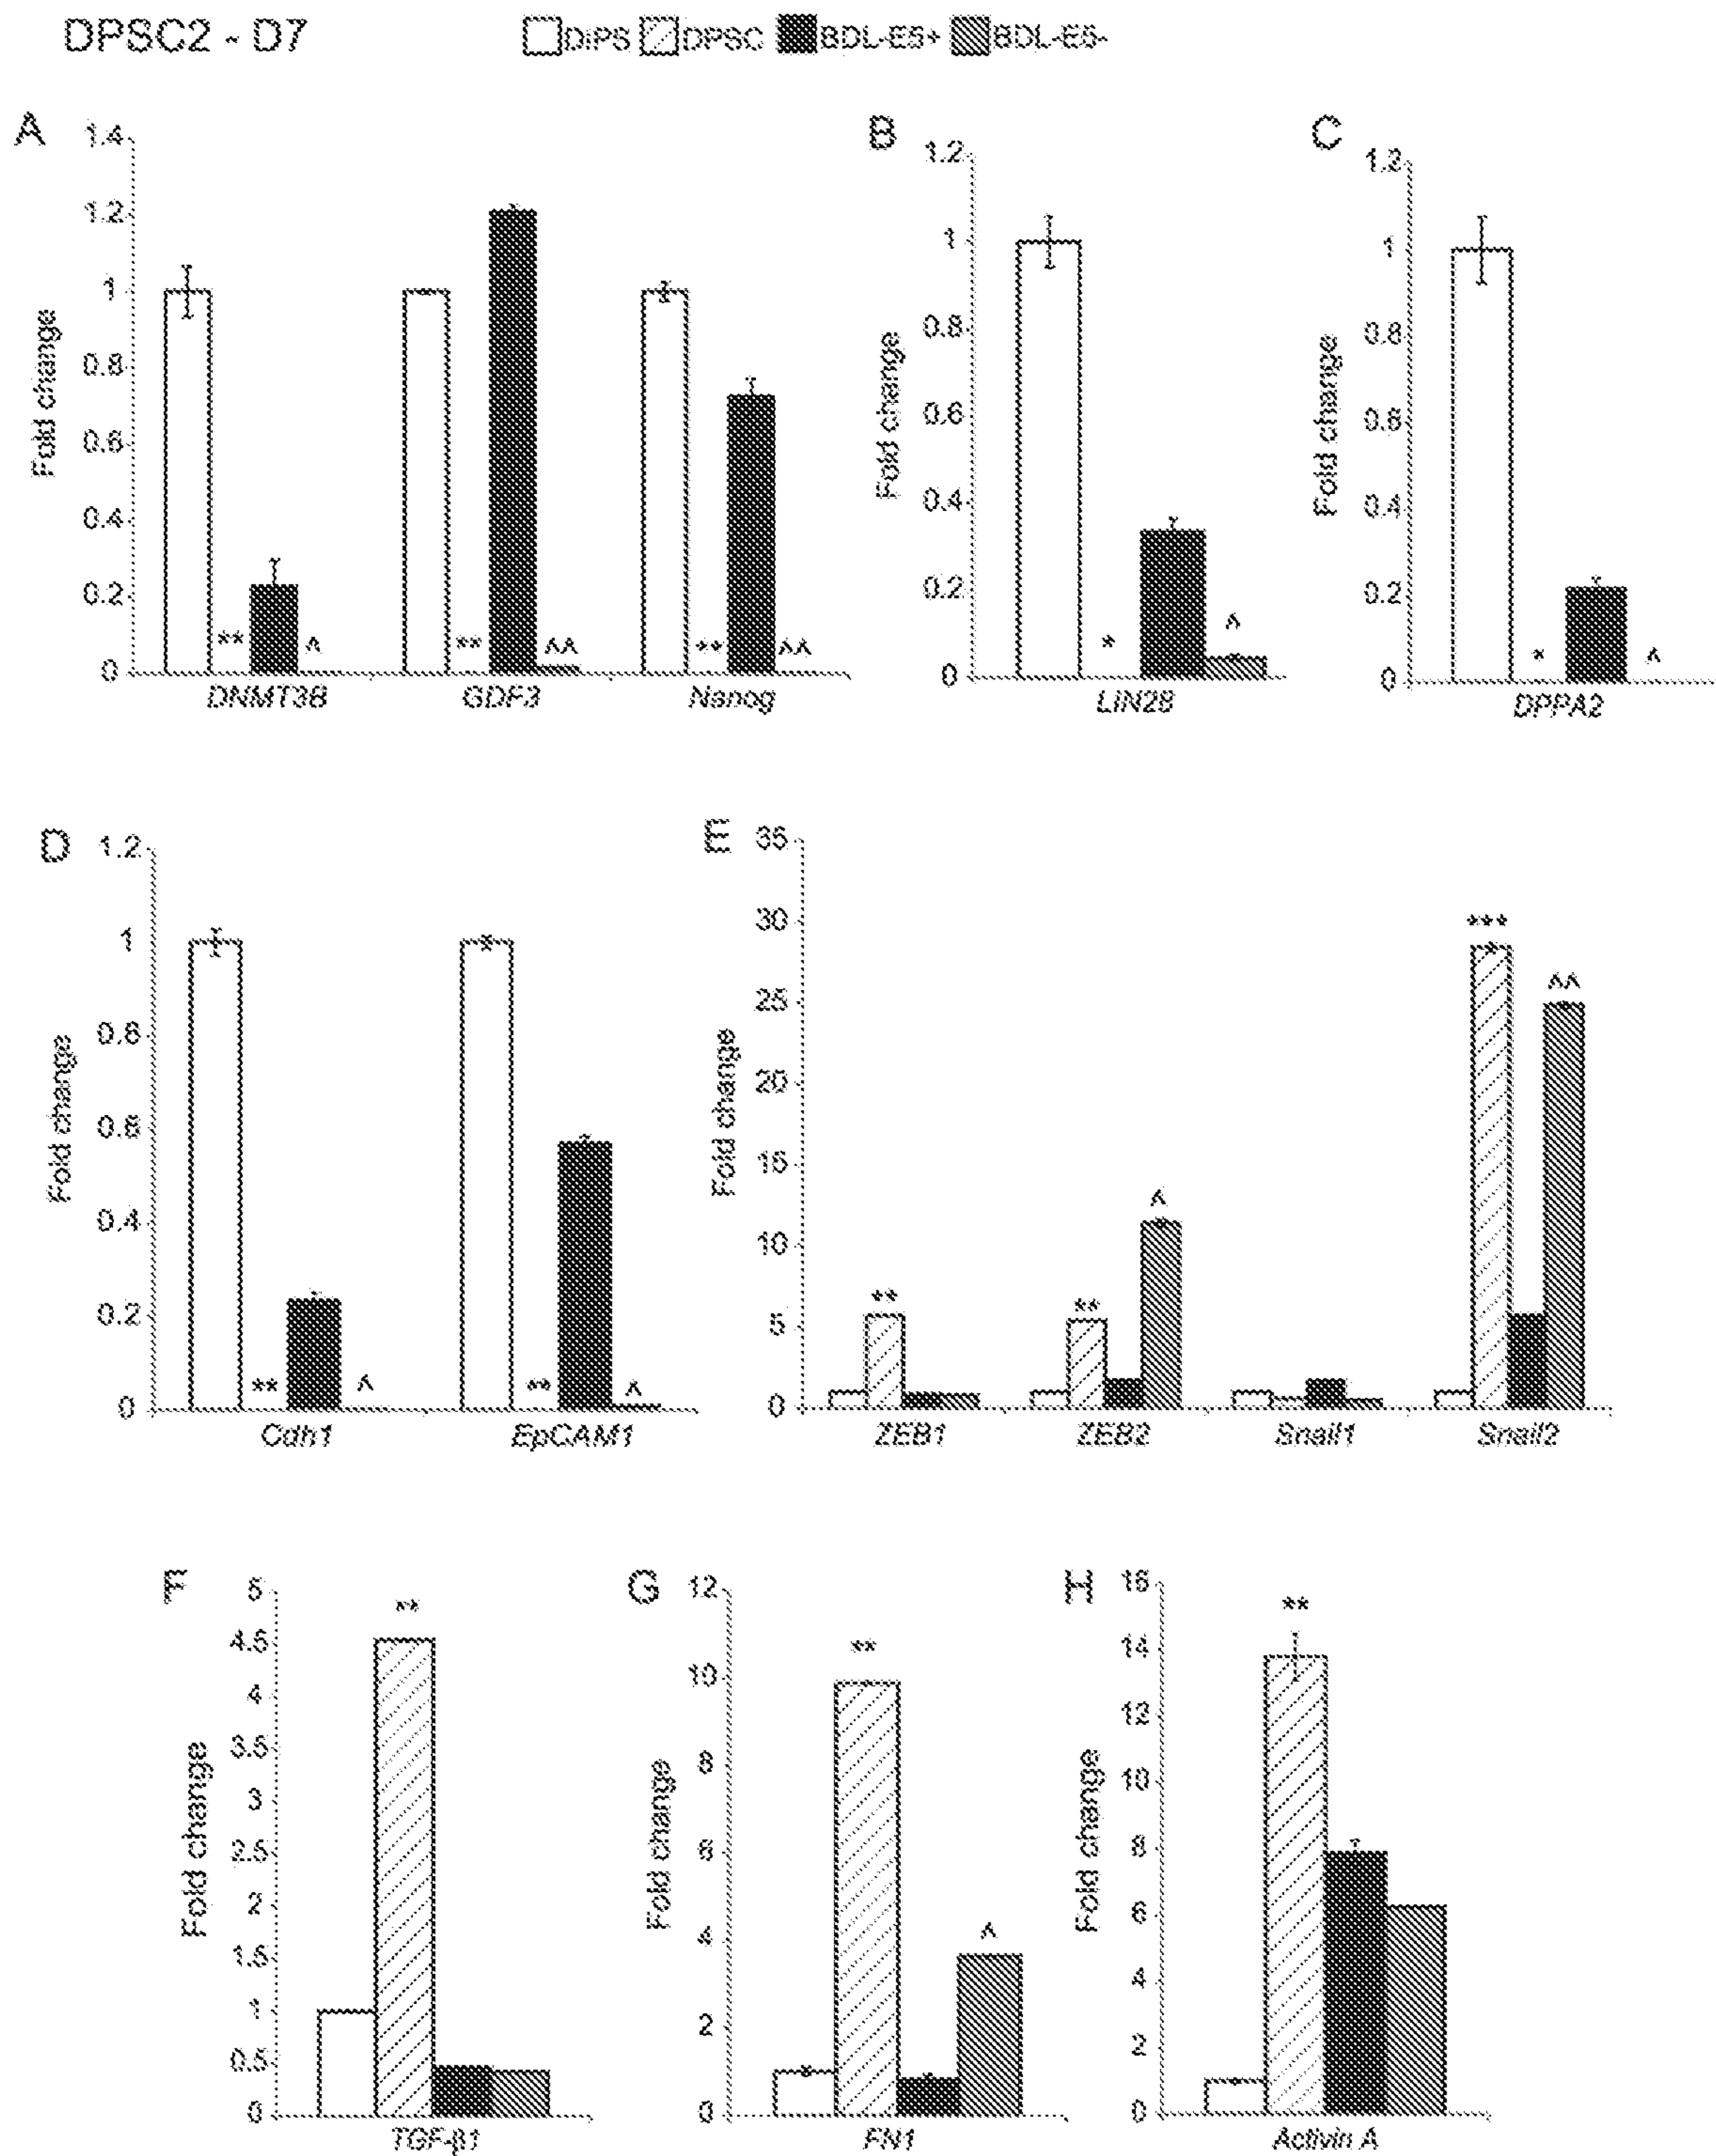 DPSC2 - D7
DiPS DPSC BDL-E5+ BDL-E5-
A
1.4
1.2
1
0.8
0.6
0.4
0.2
0
Fold change
** ^ ** ^^ ** ^^
DNMT3B GDF3 Nanog
B
1.2
1
0.8
0.6
0.4
0.2
0
Fold change
* ^
LIN28
C
1.2
1
0.8
0.6
0.4
0.2
0
Fold change
* ^
DPPA2
D
1.2
1
0.8
0.6
0.4
0.2
0
Fold change
** ^ ** ^
Cdh1 EpCAM1
E
35
30
25
20
15
10
5
0
Fold change
** ** ^ *** ^^
ZEB1 ZEB2 Snail1 Snail2
F
5
4.5
4
3.5
3
2.5
2
1.5
1
0.5
0
Fold change
**
TGF-β1
G
12
10
8
6
4
2
0
Fold change
** ^
FN1
H
16
14
12
10
8
6
4
2
0
Fold change
**
Activin A